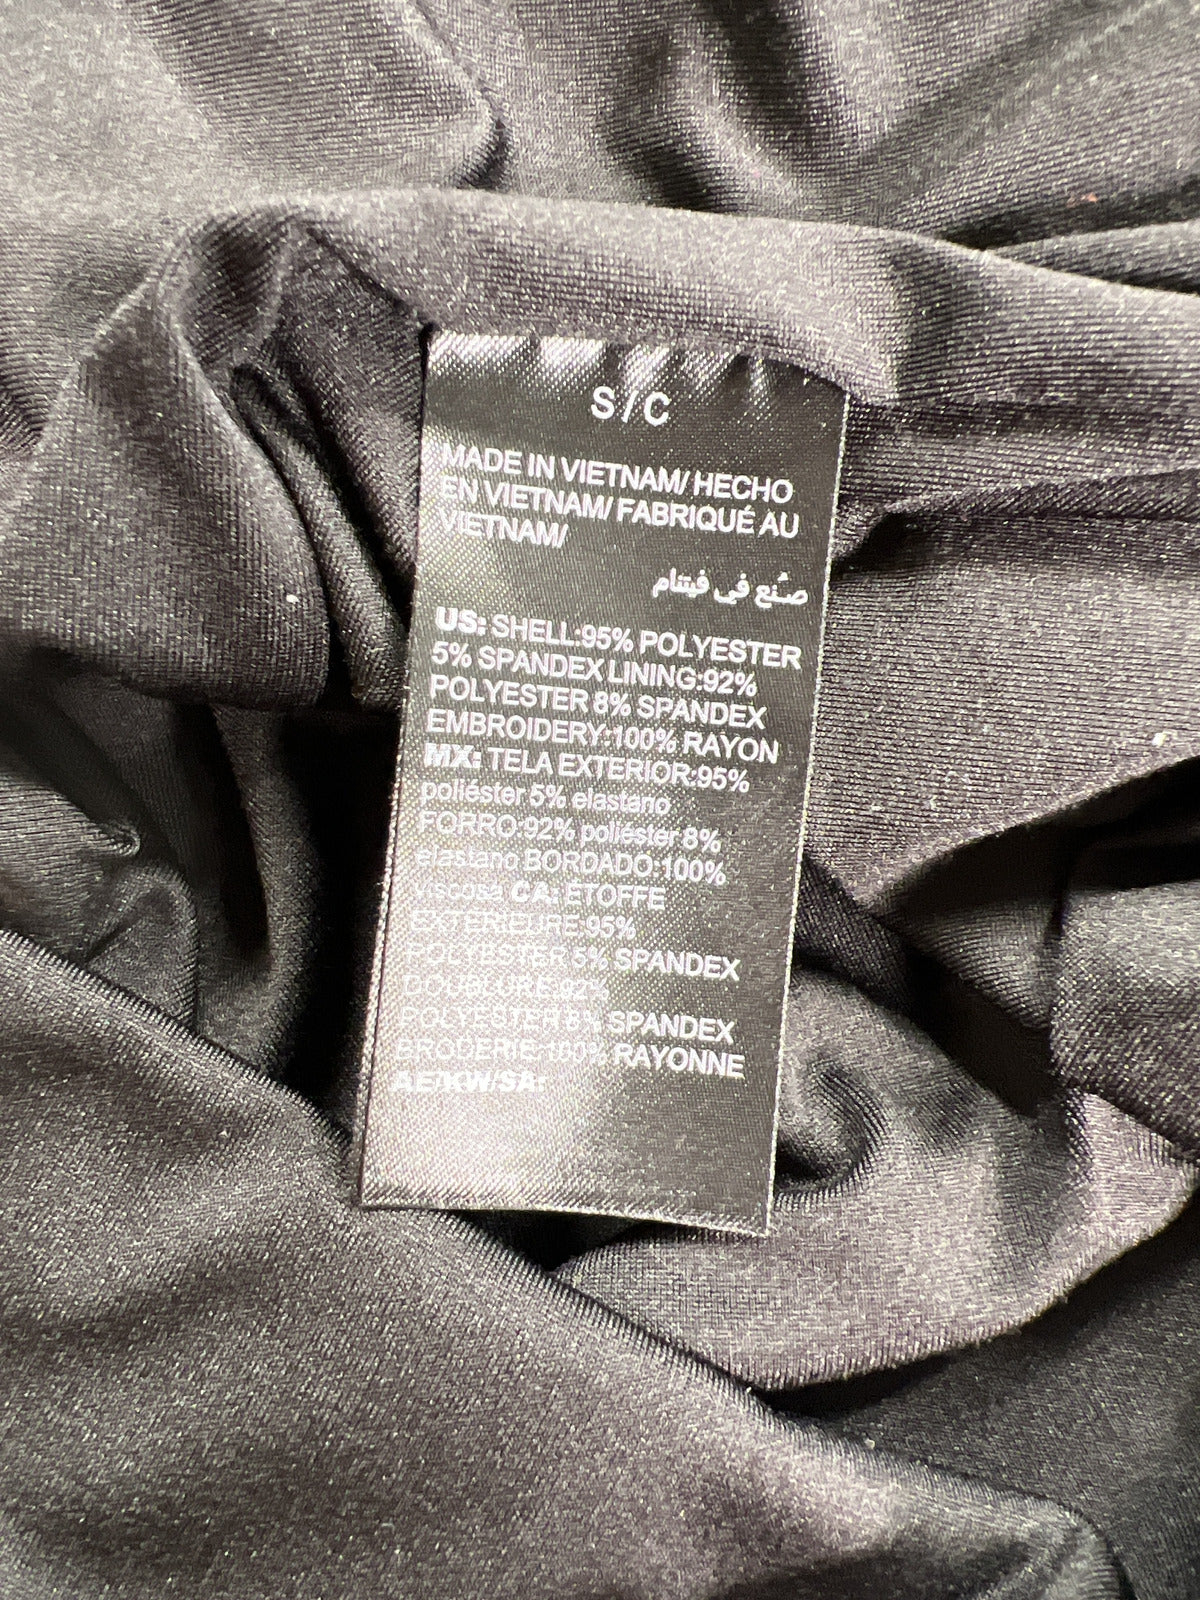 S / C
MADE IN VIETNAM/ HECHO
EN VIETNAM/ FABRIQUÉ AU
VIETNAM/
صنع في فيتنام
US: SHELL:95% POLYESTER
5% SPANDEX LINING:92%
POLYESTER 8% SPANDEX
EMBROIDERY:100% RAYON
MX: TELA EXTERIOR:95%
poliéster 5% elastano
FORRO:92% poliéster 8%
elastano BORDADO:100%
viscosa CA: ÉTOFFE
EXTÉRIEURE:95%
POLYESTER 5% SPANDEX
DOUBLURE:92%
POLYESTER 8% SPANDEX
BRODERIE:100% RAYONNE
AE/KW/SA: